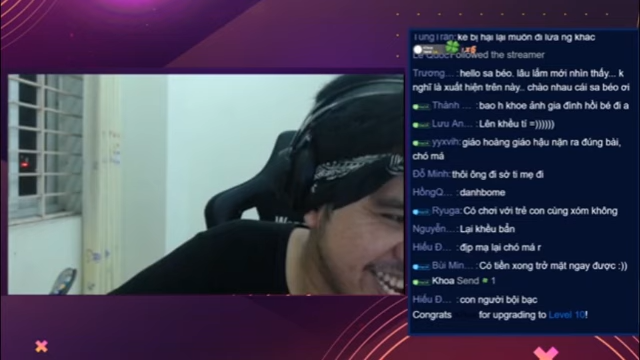 TùngTrần: kẻ bị hại lại muốn đi lừa ng khác
Lê Quốc Followed the streamer
Trương... : hello sa béo. lâu lắm mới nhìn thấy.. k
nghĩ là xuất hiện trên này.. chào nhau cái sa béo ơi
Thành ... : bao h khoe ảnh gia đình hồi bé đi a
Lưu An... : Lên khều tí =))))))
yyxvih: giáo hoàng giáo hậu nặn ra đúng bài,
chó má
Đỗ Minh: thôi ông đi sờ ti mẹ đi
HồngQ... : danhbome
Ryuga: Có chơi với trẻ con cùng xóm không
Nguyễn... : Lại khều bẩn
Hiếu Đ... : địp mạ lại chó má r
Bùi Min... : Có tiền xong trở mặt ngay được :))
Khoa Send 1
Hiếu Đ... : con người bội bạc
Congrats for upgrading to Level 10!